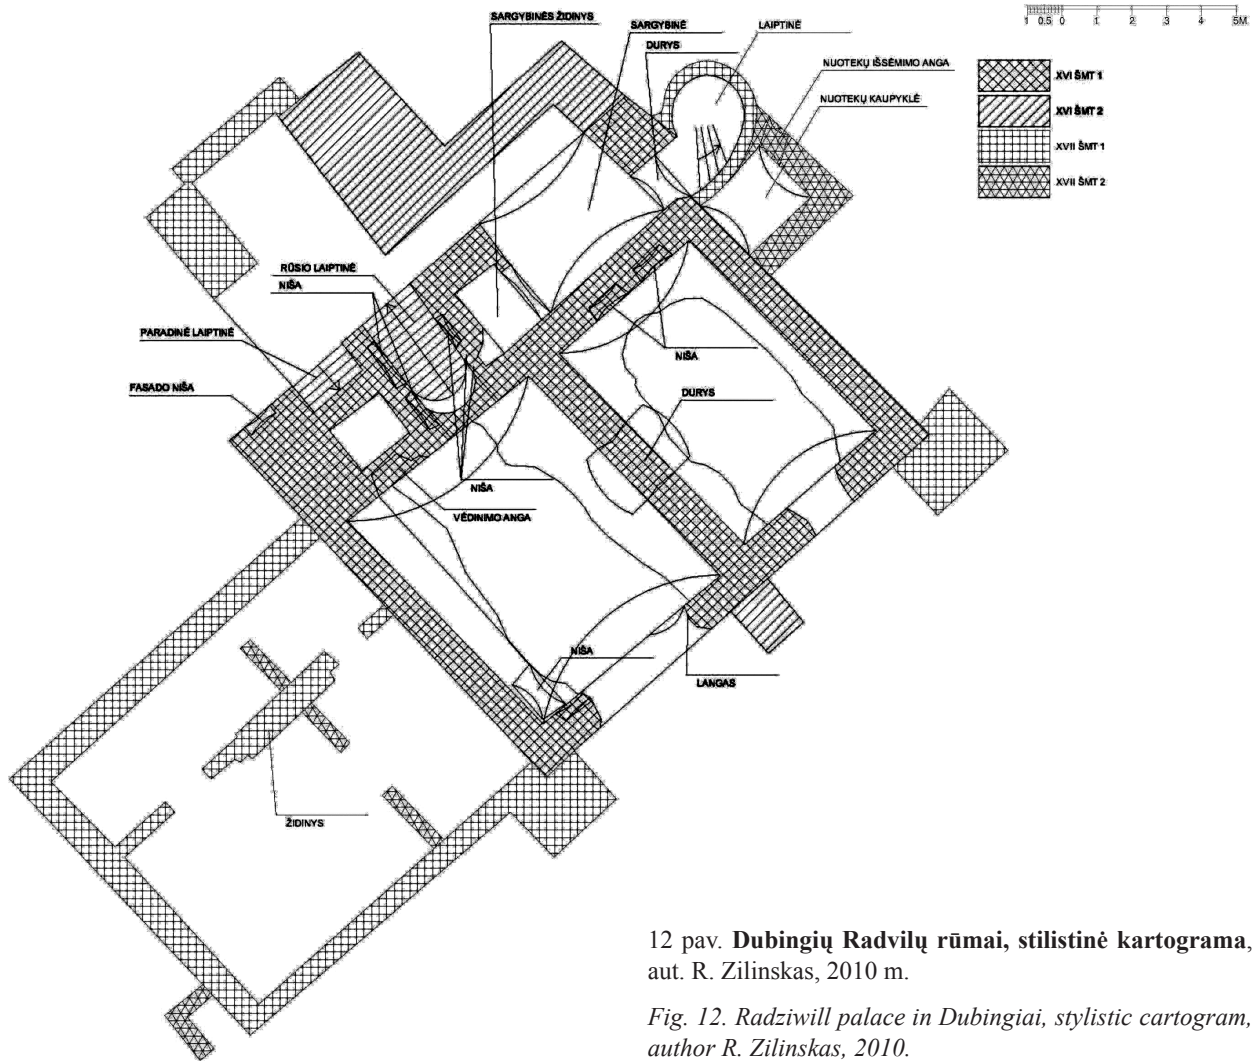 SARGYBINĖS ŽIDINYS
SARGYBINĖ
LAIPTINĖ
DURYS
NUOTEKŲ IŠSĖMIMO ANGA
NUOTEKŲ KAUPYKLĖ
1 0.5 0 1 2 3 4 5M
XVI ŠMT 1
XVI ŠMT 2
XVII ŠMT 1
XVII ŠMT 2
RŪSIO LAIPTINĖ
NIŠA
PARADINĖ LAIPTINĖ
FASADO NIŠA
NIŠA
DURYS
NIŠA
VĖDINIMO ANGA
NIŠA
LANGAS
ŽIDINYS
12 pav. Dubingių Radvilų rūmai, stilistinė kartograma,
aut. R. Zilinskas, 2010 m.
Fig. 12. Radziwill palace in Dubingiai, stylistic cartogram,
author R. Zilinskas, 2010.